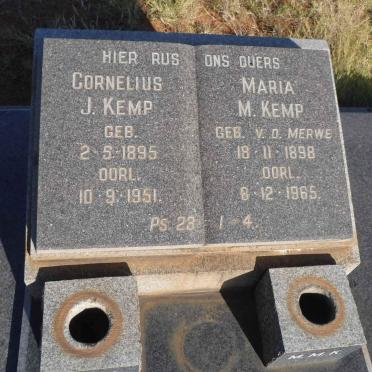 HIER RUS ONS OUERS
CORNELIUS
J. KEMP
GEB.
2-5-1895
OORL.
10-9-1951.
MARIA
M. KEMP
GEB. V. D. MERWE
18-11-1898
OORL.
8-12-1965.
PS 23 1-4.
M.M.K.